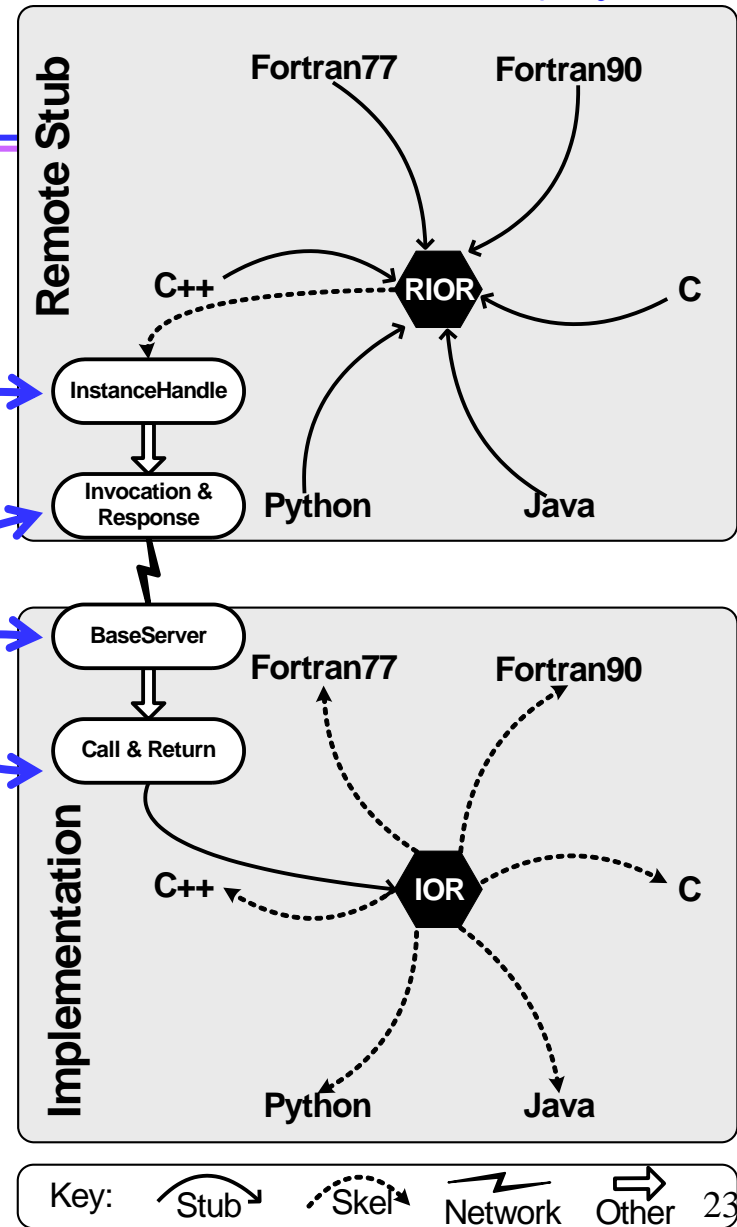 Remote Stub
Fortran77
Fortran90
C++
RIOR
C
InstanceHandle
Invocation &
Response
Python
Java
BaseServer
Fortran77
Fortran90
Call & Return
Implementation
C++
IOR
C
Python
Java
Key: Stub Skel Network Other 23